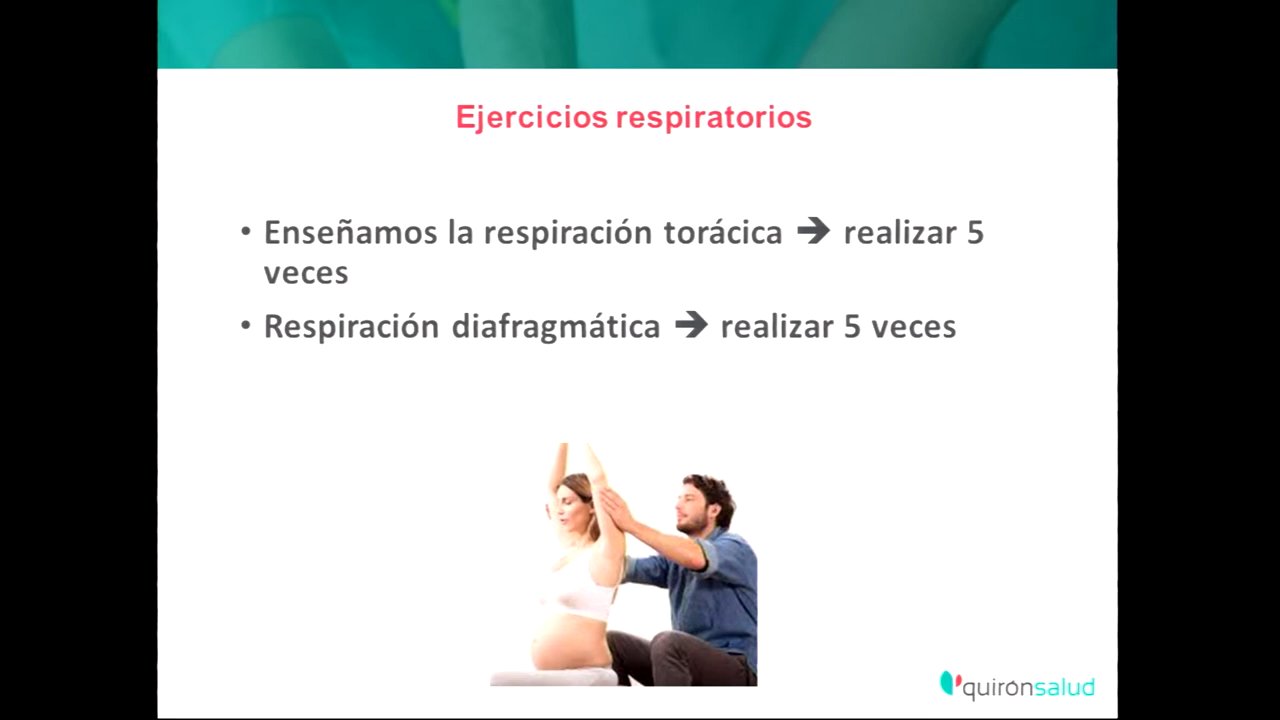 Ejercicios respiratorios
• Enseñamos la respiración torácica ➔ realizar 5
veces
• Respiración diafragmática ➔ realizar 5 veces
quirónsalud